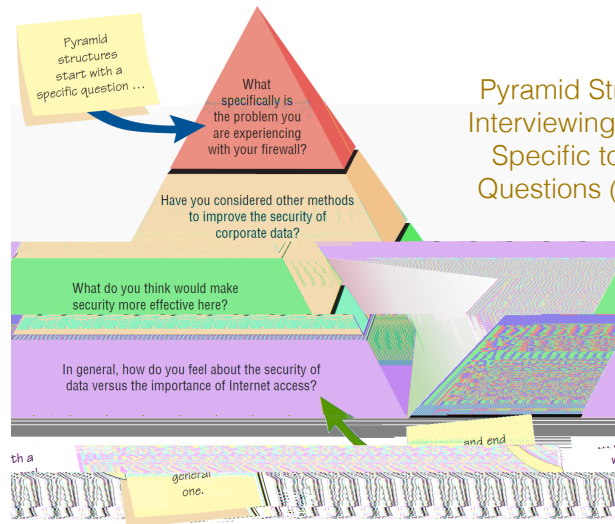 Pyramid
structures
start with a
specific question ...
What
specifically is
the problem you
are experiencing
with your firewall?
Pyramid
Interviewing
Specific to
Questions (
Have you considered other methods
to improve the security of
corporate data?
What do you think would make
security more effective here?
In general, how do you feel about the security of
data versus the importance of Internet access?
and end
th a
general
one.